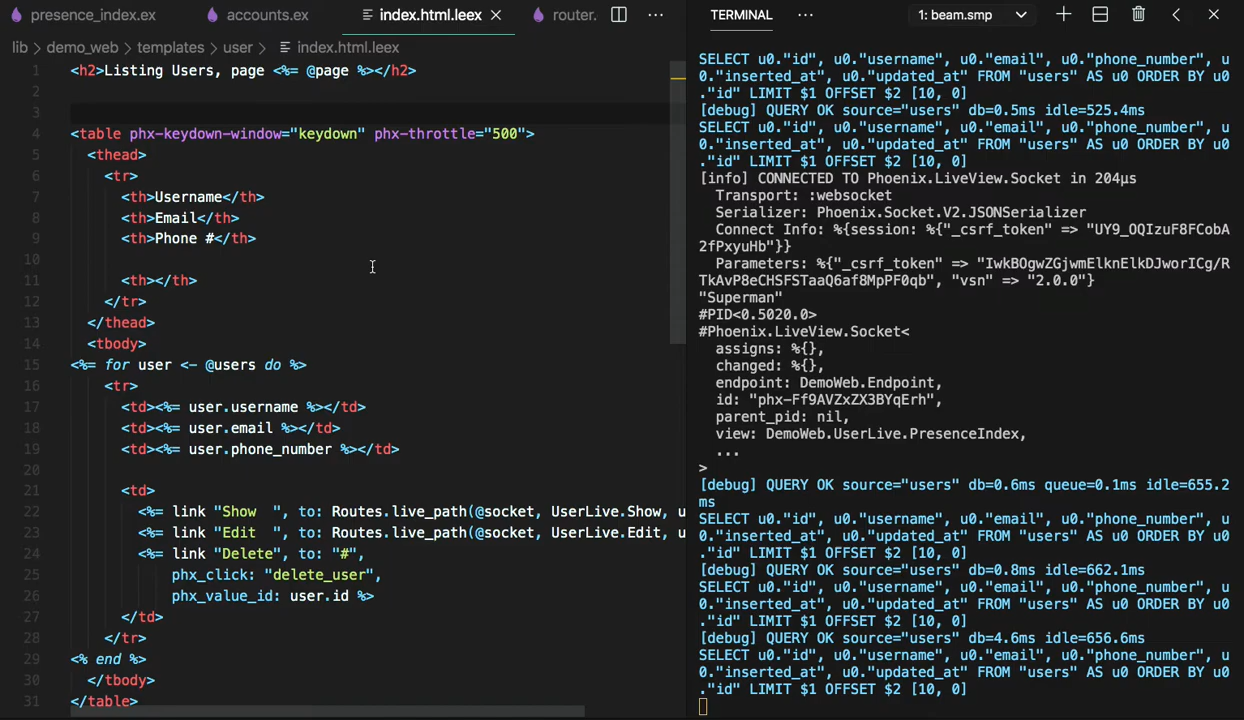 presence_index.ex accounts.ex index.html.leex router.
lib > demo_web > templates > user > index.html.leex
1 <h2>Listing Users, page <%= @page %></h2>
2
3
4 <table phx-keydown-window="keydown" phx-throttle="500">
5 <thead>
6 <tr>
7 <th>Username</th>
8 <th>Email</th>
9 <th>Phone #</th>
10
11 <th></th>
12 </tr>
13 </thead>
14 <tbody>
15 <%= for user <- @users do %>
16 <tr>
17 <td><%= user.username %></td>
18 <td><%= user.email %></td>
19 <td><%= user.phone_number %></td>
20
21 <td>
22 <%= link "Show  ", to: Routes.live_path(@socket, UserLive.Show, u
23 <%= link "Edit  ", to: Routes.live_path(@socket, UserLive.Edit, u
24 <%= link "Delete", to: "#",
25 phx_click: "delete_user",
26 phx_value_id: user.id %>
27 </td>
28 </tr>
29 <% end %>
30 </tbody>
31 </table>
TERMINAL ... 1: beam.smp
SELECT u0."id", u0."username", u0."email", u0."phone_number", u
0."inserted_at", u0."updated_at" FROM "users" AS u0 ORDER BY u0
."id" LIMIT $1 OFFSET $2 [10, 0]
[debug] QUERY OK source="users" db=0.5ms idle=525.4ms
SELECT u0."id", u0."username", u0."email", u0."phone_number", u
0."inserted_at", u0."updated_at" FROM "users" AS u0 ORDER BY u0
."id" LIMIT $1 OFFSET $2 [10, 0]
[info] CONNECTED TO Phoenix.LiveView.Socket in 204µs
Transport: :websocket
Serializer: Phoenix.Socket.V2.JSONSerializer
Connect Info: %{session: %{"_csrf_token" => "UY9_OQIzuF8FCobA
2fPxyuHb"}}
Parameters: %{"_csrf_token" => "IwkBOgwZGjwmElknElkDJworICg/R
TkAvP8eCHSFSTaaQ6af8MpPF0qb", "vsn" => "2.0.0"}
"Superman"
#PID<0.5020.0>
#Phoenix.LiveView.Socket<
assigns: %{},
changed: %{},
endpoint: DemoWeb.Endpoint,
id: "phx-Ff9AVZxZX3BYqErh",
parent_pid: nil,
view: DemoWeb.UserLive.PresenceIndex,
...
>
[debug] QUERY OK source="users" db=0.6ms queue=0.1ms idle=655.2
ms
SELECT u0."id", u0."username", u0."email", u0."phone_number", u
0."inserted_at", u0."updated_at" FROM "users" AS u0 ORDER BY u0
."id" LIMIT $1 OFFSET $2 [10, 0]
[debug] QUERY OK source="users" db=0.8ms idle=662.1ms
SELECT u0."id", u0."username", u0."email", u0."phone_number", u
0."inserted_at", u0."updated_at" FROM "users" AS u0 ORDER BY u0
."id" LIMIT $1 OFFSET $2 [10, 0]
[debug] QUERY OK source="users" db=4.6ms idle=656.6ms
SELECT u0."id", u0."username", u0."email", u0."phone_number", u
0."inserted_at", u0."updated_at" FROM "users" AS u0 ORDER BY u0
."id" LIMIT $1 OFFSET $2 [10, 0]